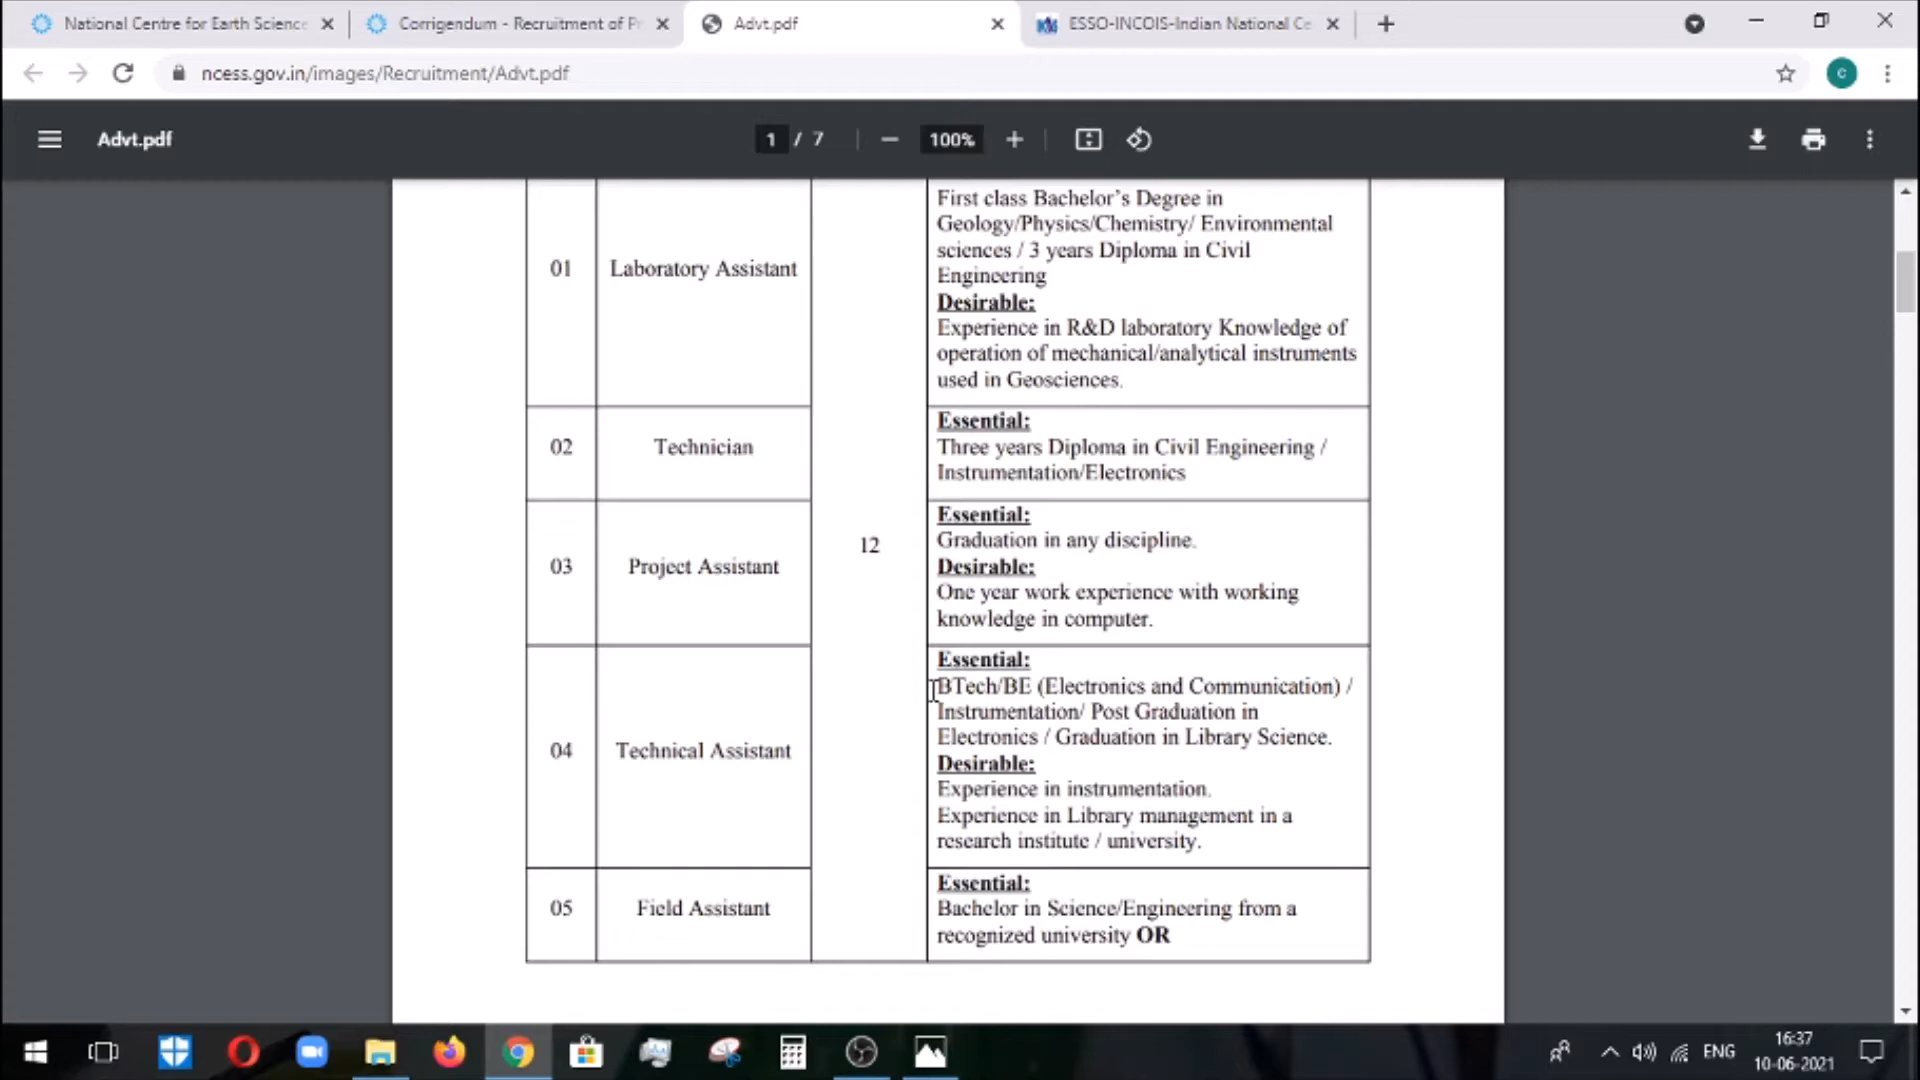 National Centre for Earth Science
Corrigendum - Recruitment of Pr
Advt.pdf
ESSO-INCOIS-Indian National Ce
ncess.gov.in/images/Recruitment/Advt.pdf
C
Advt.pdf
1 / 7
100%
First class Bachelor's Degree in
Geology/Physics/Chemistry/ Environmental
sciences / 3 years Diploma in Civil
Engineering
01
Laboratory Assistant
Desirable:
Experience in R&D laboratory Knowledge of
operation of mechanical/analytical instruments
used in Geosciences.
02
Technician
Essential:
Three years Diploma in Civil Engineering /
Instrumentation/Electronics
12
03
Project Assistant
Essential:
Graduation in any discipline.
Desirable:
One year work experience with working
knowledge in computer.
04
Technical Assistant
Essential:
BTech/BE (Electronics and Communication) /
Instrumentation/ Post Graduation in
Electronics / Graduation in Library Science.
Desirable:
Experience in instrumentation.
Experience in Library management in a
research institute / university.
05
Field Assistant
Essential:
Bachelor in Science/Engineering from a
recognized university OR
ENG
16:37
10-06-2021